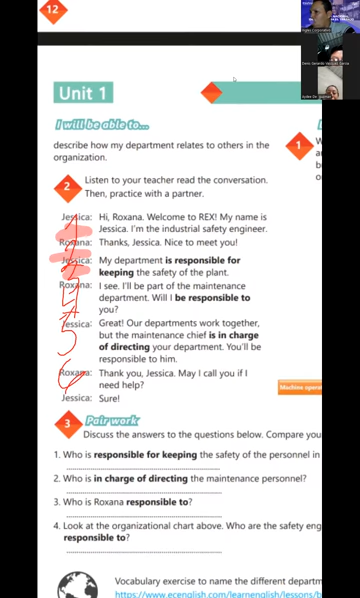 12
Unit 1
I will be able to...
describe how my department relates to others in the
organization.
1
2
Listen to your teacher read the conversation.
Then, practice with a partner.
Jessica: Hi, Roxana. Welcome to REX! My name is
Jessica. I'm the industrial safety engineer.
Roxana: Thanks, Jessica. Nice to meet you!
Jessica: My department is responsible for
keeping the safety of the plant.
Roxana: I see. I'll be part of the maintenance
department. Will I be responsible to
you?
Jessica: Great! Our departments work together,
but the maintenance chief is in charge
of directing your department. You'll be
responsible to him.
Roxana: Thank you, Jessica. May I call you if I
need help?
Machine opera
Jessica: Sure!
3
Pair work
Discuss the answers to the questions below. Compare you
1. Who is responsible for keeping the safety of the personnel in
2. Who is in charge of directing the maintenance personnel?
3. Who is Roxana responsible to?
4. Look at the organizational chart above. Who are the safety eng
responsible to?
Vocabulary exercise to name the different departm
https://www.ecenglish.com/learnenglish/lessons/b